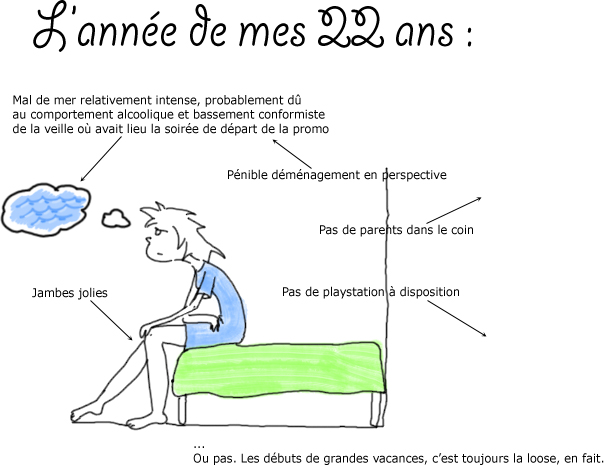 L'année de mes 22 ans :
Mal de mer relativement intense, probablement dû
au comportement alcoolique et bassement conformiste
de la veille où avait lieu la soirée de départ de la promo
Pénible déménagement en perspective
Pas de parents dans le coin
Jambes jolies
Pas de playstation à disposition
...
Ou pas. Les débuts de grandes vacances, c'est toujours la loose, en fait.